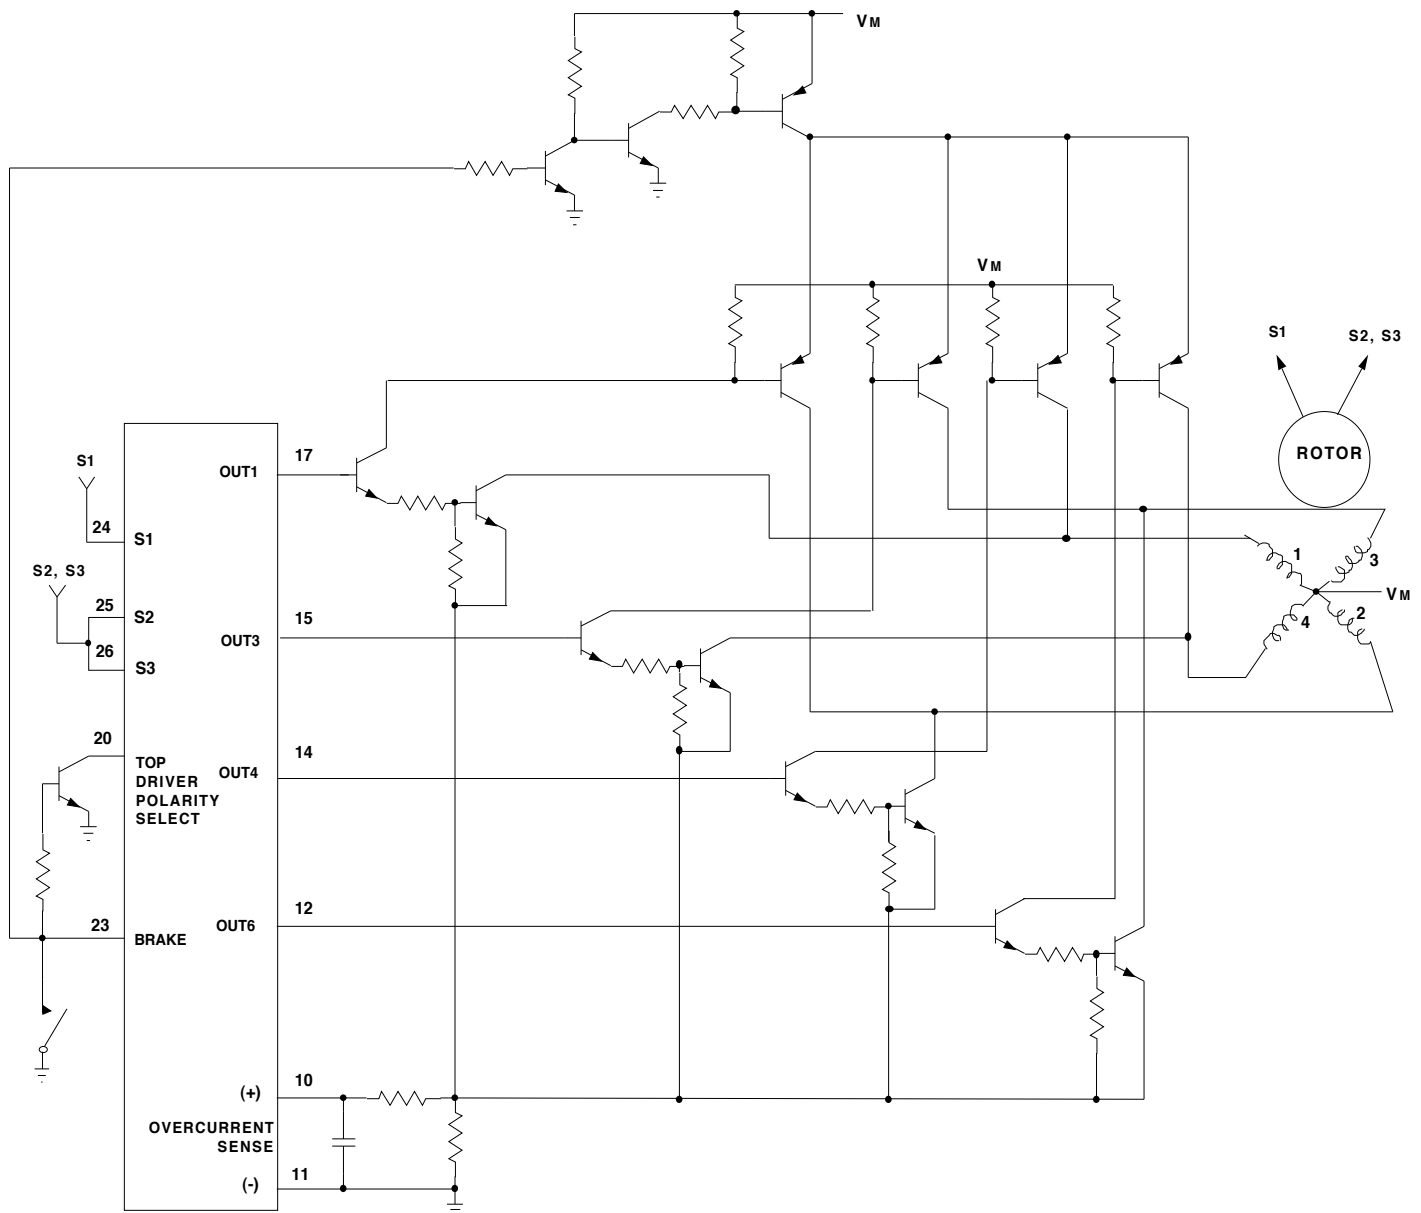 VM
VM
S1
S2, S3
ROTOR
17
OUT1
S1
24
S1
S2, S3
25
S2
26
S3
15
OUT3
1
3
VM
2
4
20
TOP
DRIVER
POLARITY
SELECT
14
OUT4
23
BRAKE
12
OUT6
10
(+)
OVERCURRENT
SENSE
11
(-)